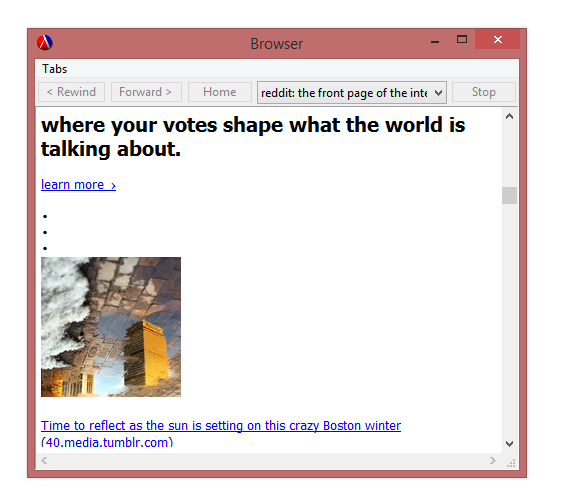 Browser
Tabs
< Rewind Forward > Home reddit: the front page of the inte Stop
where your votes shape what the world is
talking about.
learn more ›
Time to reflect as the sun is setting on this crazy Boston winter
(40.media.tumblr.com)